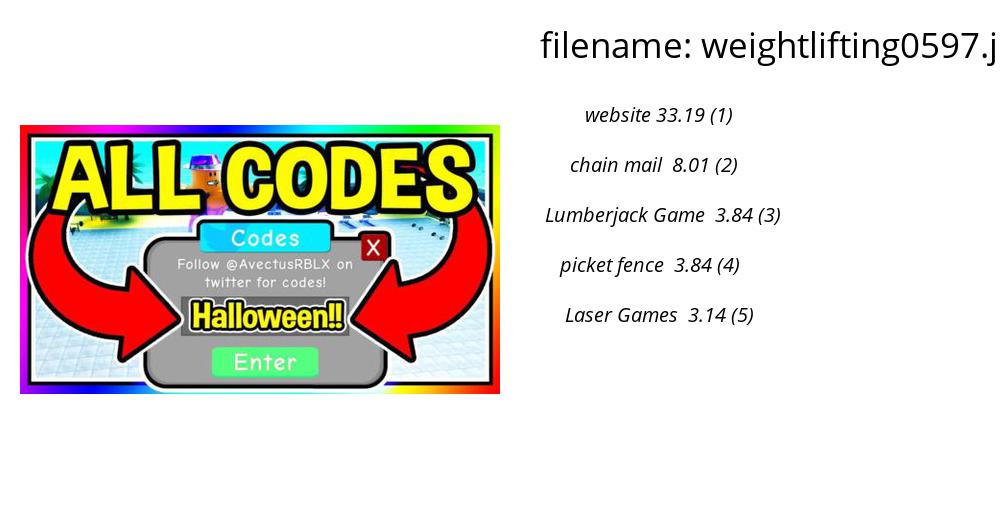 filename: weightlifting0597.j
website 33.19 (1)
chain mail 8.01 (2)
Lumberjack Game 3.84 (3)
picket fence 3.84 (4)
Laser Games 3.14 (5)
ALL CODES
Codes
X
Follow @AvectusRBLX on
twitter for codes!
Halloween!!
Enter